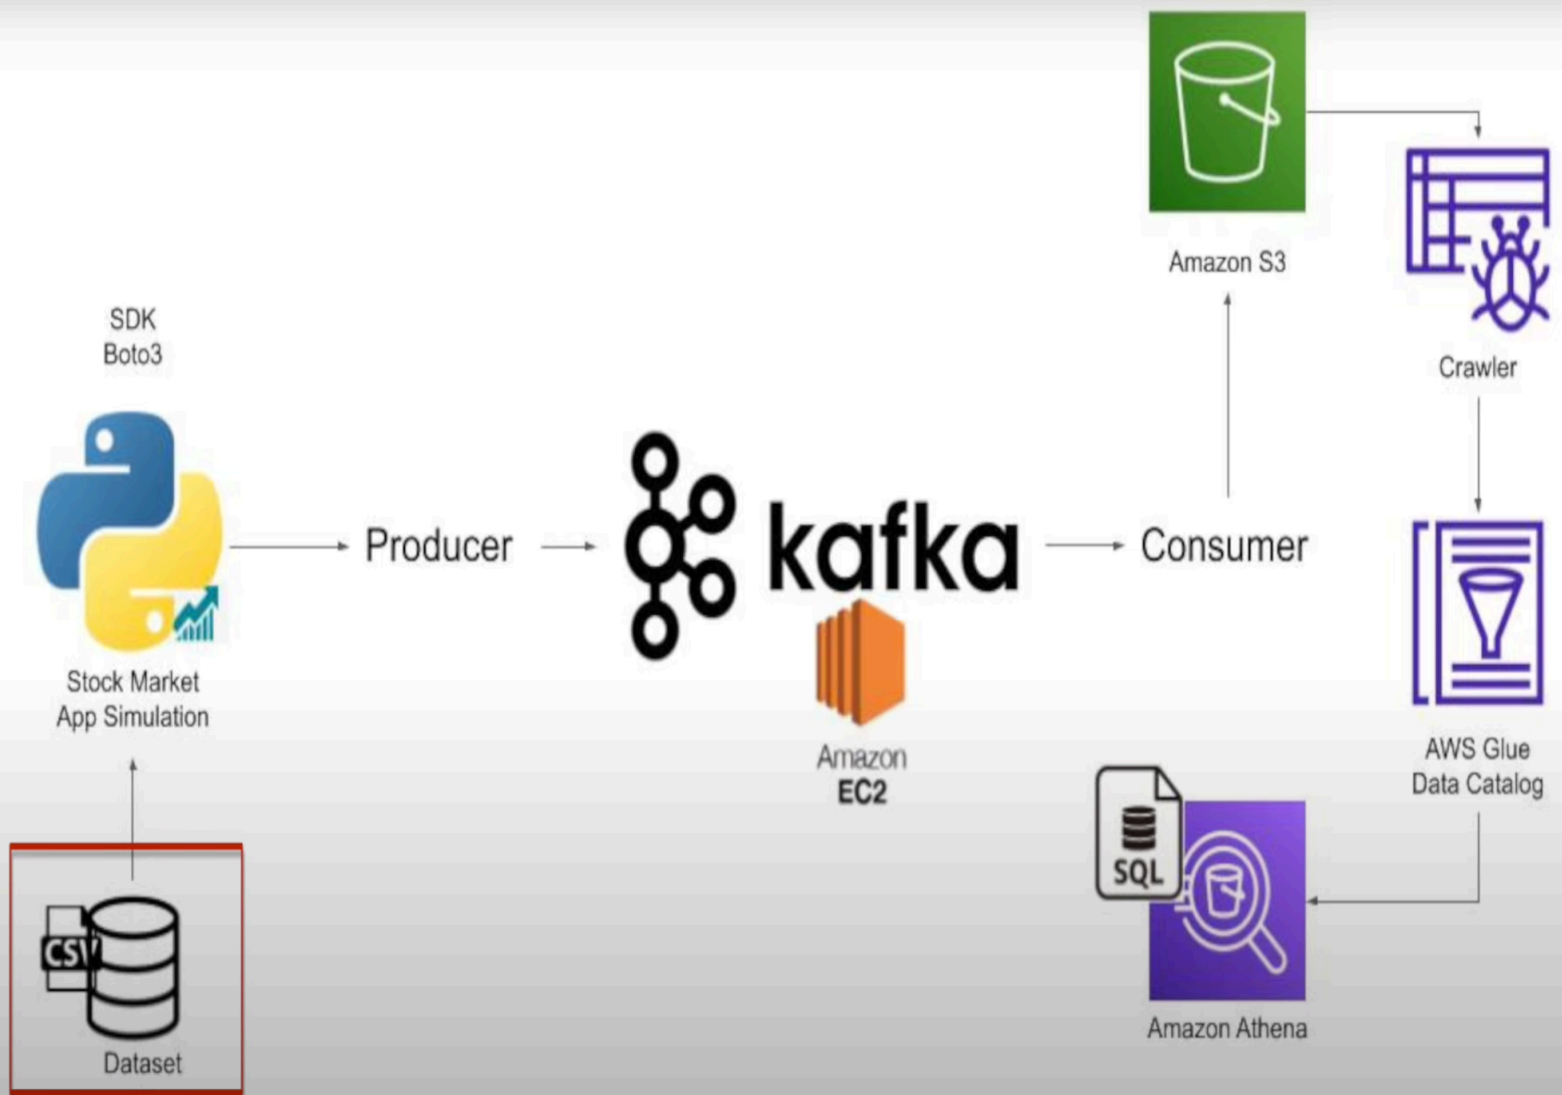 SDK
Boto3
Stock Market
App Simulation
CSV
Dataset
Producer
kafka
Amazon
EC2
Consumer
Amazon S3
Crawler
AWS Glue
Data Catalog
SQL
Amazon Athena